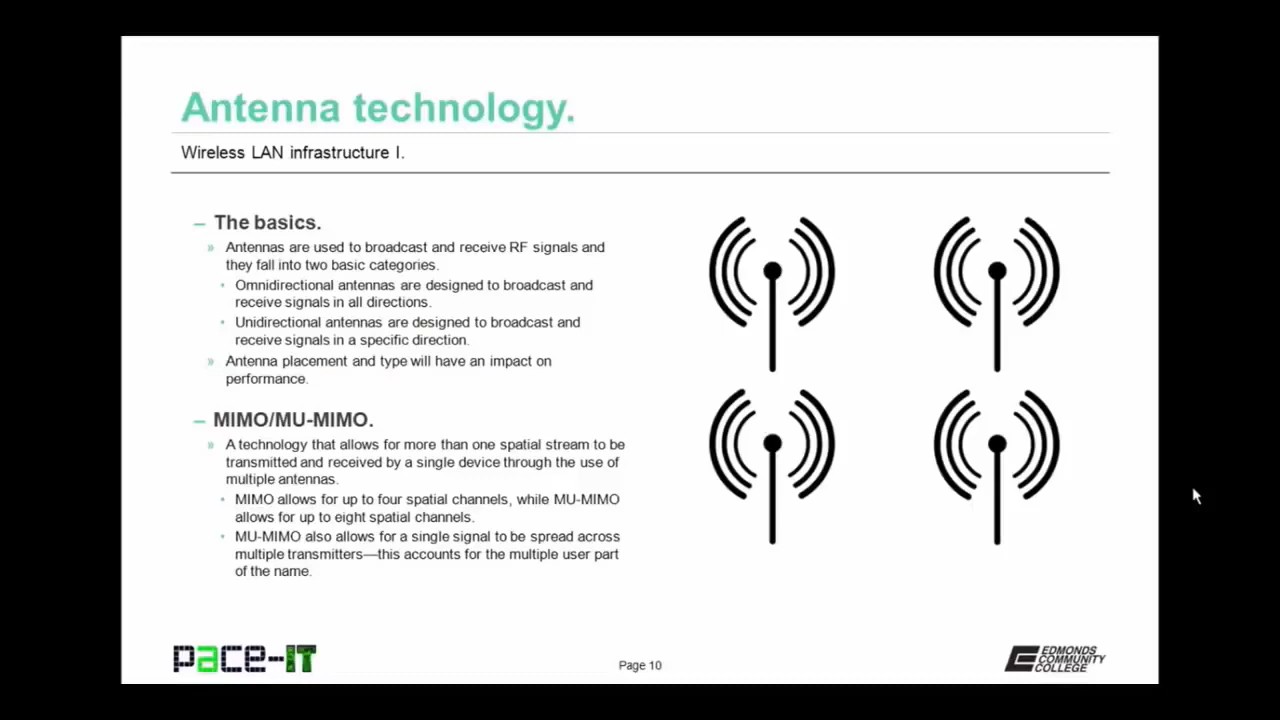 Antenna technology.
Wireless LAN infrastructure I.
– The basics.
» Antennas are used to broadcast and receive RF signals and
they fall into two basic categories.
• Omnidirectional antennas are designed to broadcast and
receive signals in all directions.
• Unidirectional antennas are designed to broadcast and
receive signals in a specific direction.
» Antenna placement and type will have an impact on
performance.
– MIMO/MU-MIMO.
» A technology that allows for more than one spatial stream to be
transmitted and received by a single device through the use of
multiple antennas.
• MIMO allows for up to four spatial channels, while MU-MIMO
allows for up to eight spatial channels.
• MU-MIMO also allows for a single signal to be spread across
multiple transmitters—this accounts for the multiple user part
of the name.
pace-IT
Page 10
EDMONDS
COMMUNITY
COLLEGE